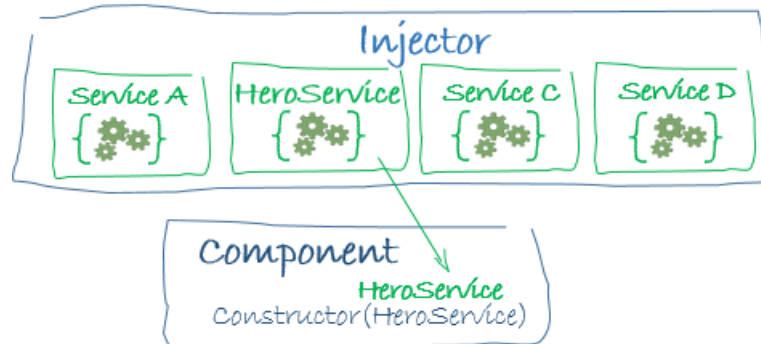 Injector
Service A HeroService Service C Service D
Component
HeroService
Constructor(HeroService)